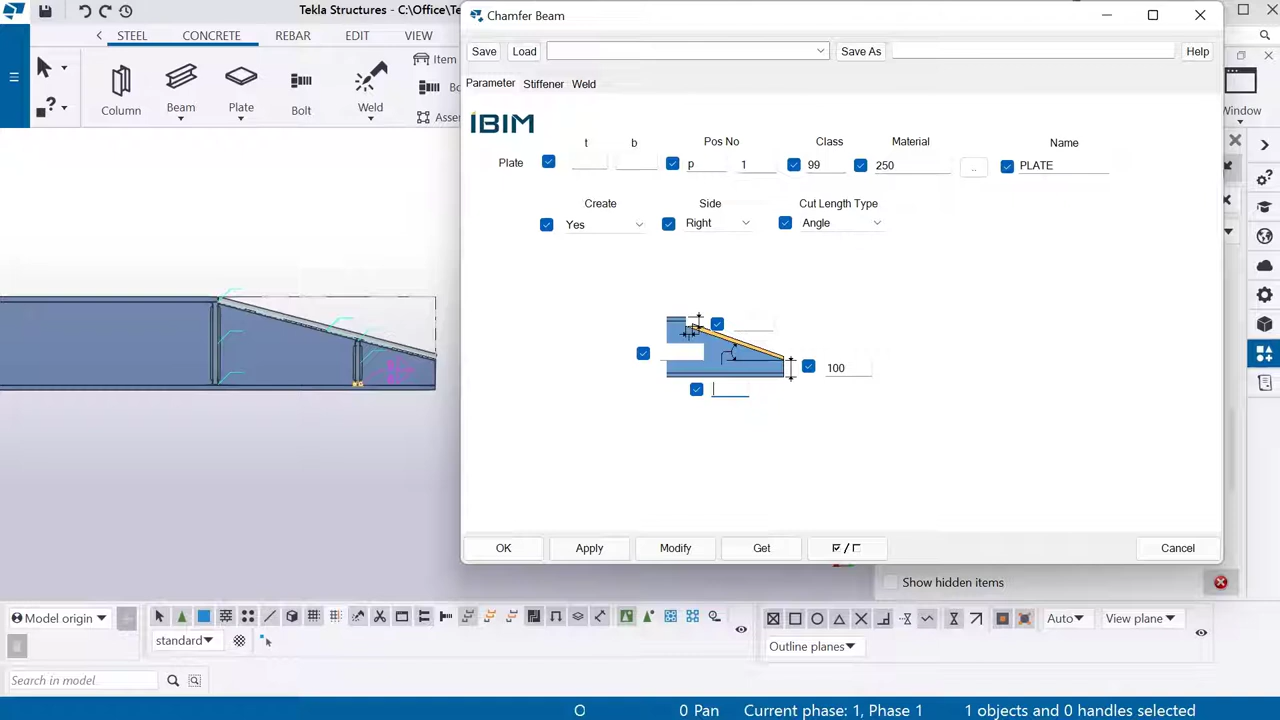 Tekla Structures - C:\Office\Te
STEEL
CONCRETE
REBAR
EDIT
VIEW
Column
Beam
Plate
Bolt
Weld
Item
Bo
Asse
Window
Chamfer Beam
Save
Load
Save As
Help
Parameter
Stiffener
Weld
IBIM
t
b
Pos No
Class
Material
Name
Plate
p
1
99
250
..
PLATE
Create
Side
Cut Length Type
Yes
Right
Angle
100
OK
Apply
Modify
Get
Cancel
Show hidden items
Model origin
Auto
View plane
standard
Outline planes
Search in model
O
0 Pan
Current phase: 1, Phase 1
1 objects and 0 handles selected